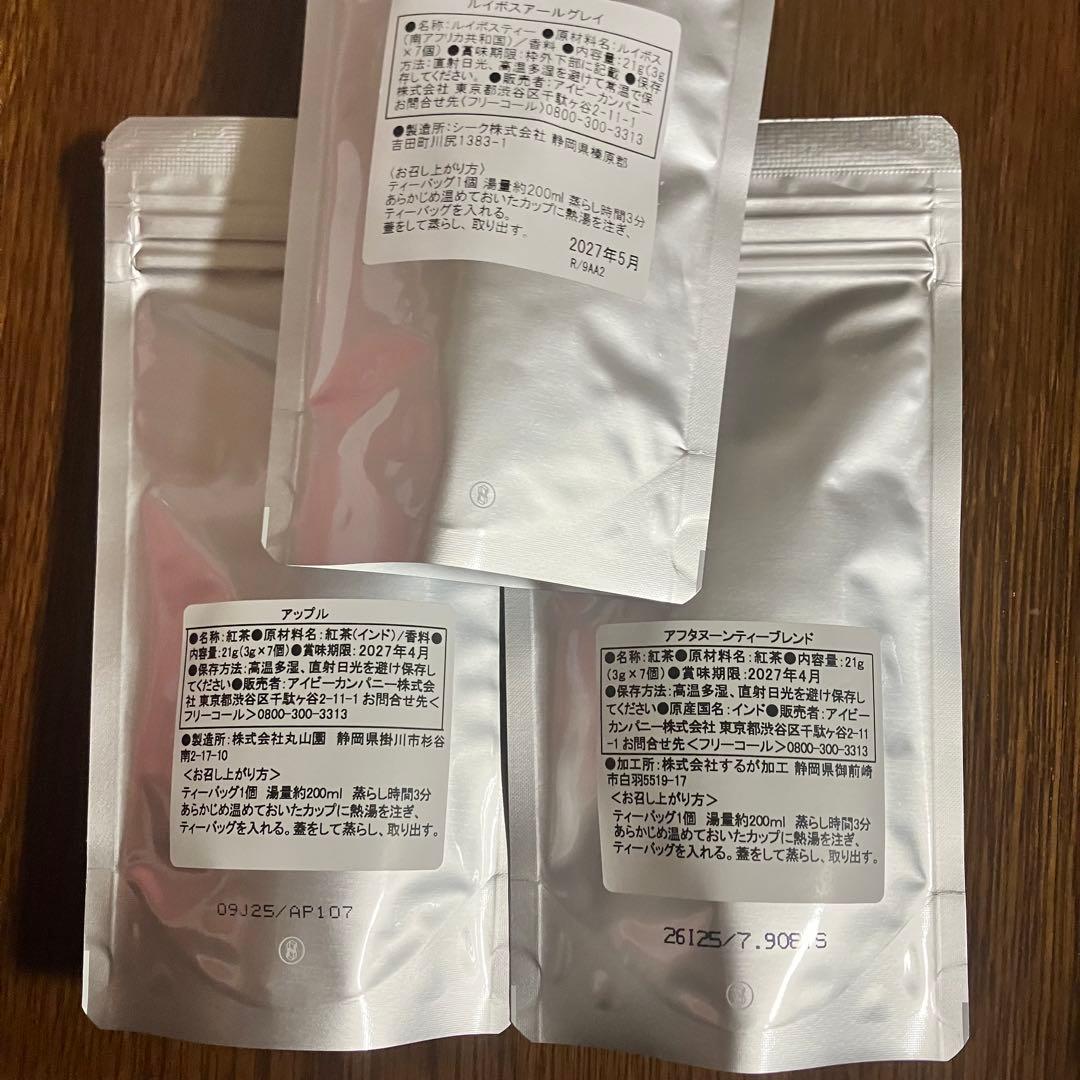 ルイボスアールグレイ
●名称:ルイボスティー ●原材料名:ルイボス
(南アフリカ共和国)/香料 ●内容量:21g(3g
×7個) ●賞味期限:枠外下部に記載 ●保存
方法:直射日光、高温多湿を避けて常温で保
存してください。 ●販売者:アイビーカンパニー
株式会社 東京都渋谷区千駄ヶ谷2-11-1
お問合せ先<フリーコール>0800-300-3313
●製造所:シーク株式会社 静岡県榛原郡
吉田町川尻1383-1
〈お召し上がり方〉
ティーバッグ1個 湯量約200ml 蒸らし時間3分
あらかじめ温めておいたカップに熱湯を注ぎ、
ティーバッグを入れる。
蓋をして蒸らし、取り出す。
2027年5月
R/9AA2
アップル
●名称:紅茶●原材料名:紅茶(インド)/香料●
内容量:21g(3g×7個)●賞味期限:2027年4月
●保存方法:高温多湿、直射日光を避け保存し
てください●販売者:アイビーカンパニー株式会
社 東京都渋谷区千駄ヶ谷2-11-1 お問合せ先<
フリーコール>0800-300-3313
●製造所:株式会社丸山園 静岡県掛川市杉谷
南2-17-10
<お召し上がり方>
ティーバッグ1個 湯量約200ml 蒸らし時間3分
あらかじめ温めておいたカップに熱湯を注ぎ、
ティーバッグを入れる。蓋をして蒸らし、取り出す。
09J25/AP107
アフタヌーンティーブレンド
●名称:紅茶●原材料名:紅茶●内容量:21g
(3g×7個)●賞味期限:2027年4月
●保存方法:高温多湿、直射日光を避け保存し
てください●原産国名:インド●販売者:アイビー
カンパニー株式会社 東京都渋谷区千駄ヶ谷2-11
-1 お問合せ先<フリーコール>0800-300-3313
●加工所:株式会社するが加工 静岡県御前崎
市白羽5519-17
<お召し上がり方>
ティーバッグ1個 湯量約200ml 蒸らし時間3分
あらかじめ温めておいたカップに熱湯を注ぎ、
ティーバッグを入れる。蓋をして蒸らし、取り出す。